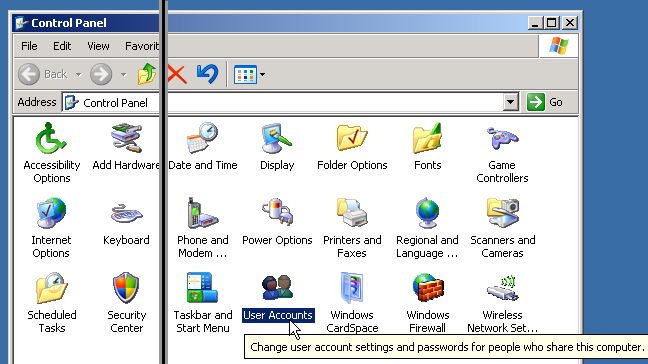 Control Panel
File Edit View Favorit
Back
Address Control Panel Go
Accessibility Options
Add Hardware
Date and Time
Display
Folder Options
Fonts
Game Controllers
Internet Options
Keyboard
Phone and Modem ...
Power Options
Printers and Faxes
Regional and Language ...
Scanners and Cameras
Scheduled Tasks
Security Center
Taskbar and Start Menu
User Accounts
Windows CardSpace
Windows Firewall
Wireless Network Set...
Change user account settings and passwords for people who share this computer.